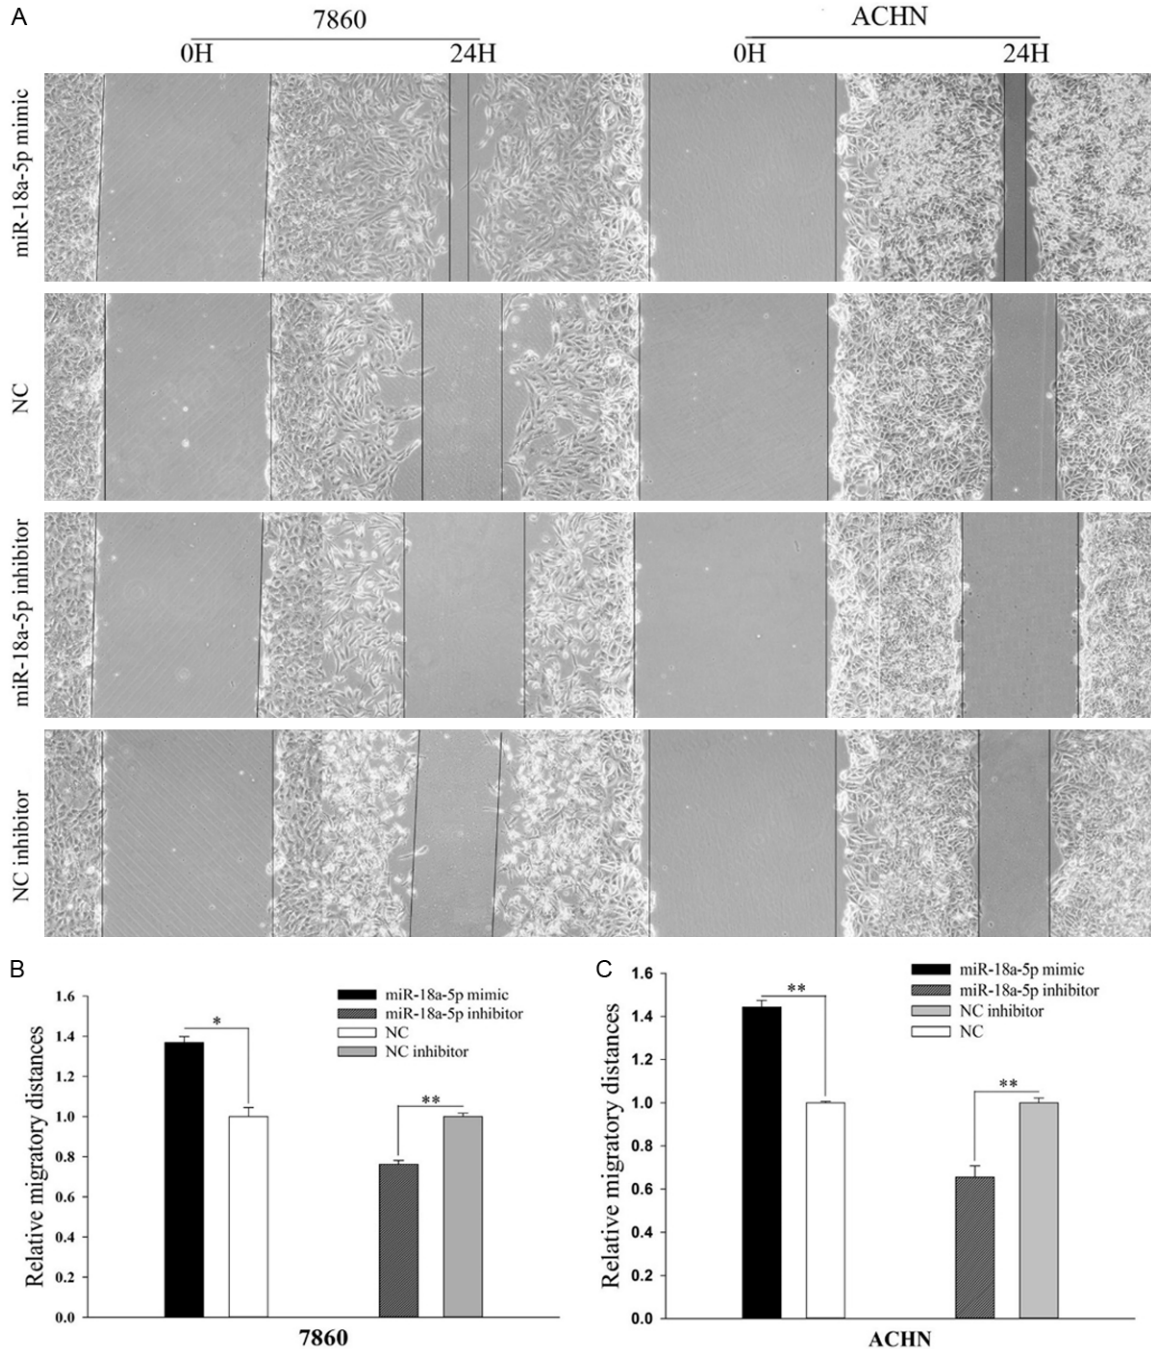 A
7860
ACHN
0H
24H
0H
24H
miR-18a-5p mimic
NC
miR-18a-5p inhibitor
NC inhibitor
B
Relative migratory distances
1.6
1.4
1.2
1.0
0.8
0.6
0.4
0.2
0.0
miR-18a-5p mimic
miR-18a-5p inhibitor
NC
NC inhibitor
*
**
7860
C
Relative migratory distances
1.6
1.4
1.2
1.0
0.8
0.6
0.4
0.2
0.0
miR-18a-5p mimic
miR-18a-5p inhibitor
NC inhibitor
NC
**
**
ACHN